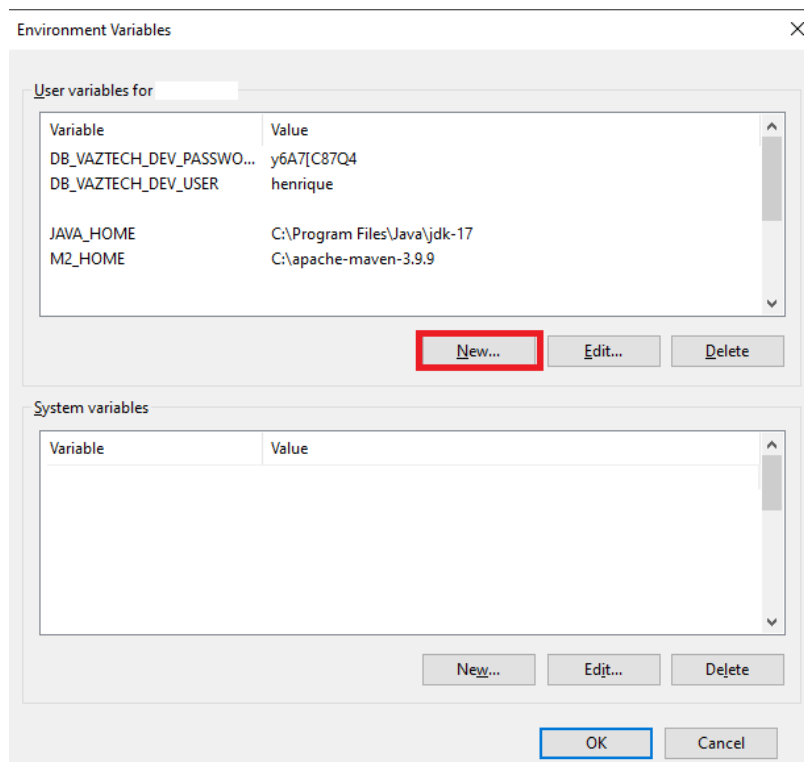 Environment Variables
User variables for
Variable Value
DB_VAZTECH_DEV_PASSWO... y6A7[C87Q4
DB_VAZTECH_DEV_USER henrique
JAVA_HOME C:\Program Files\Java\jdk-17
M2_HOME C:\apache-maven-3.9.9
New... Edit... Delete
System variables
Variable Value
New... Edit... Delete
OK Cancel